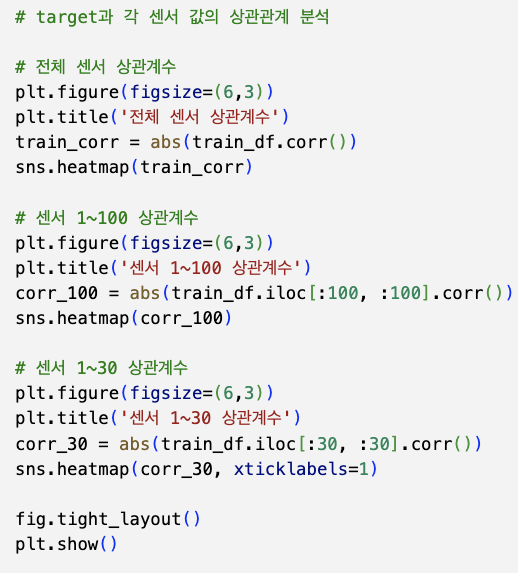 # target과 각 센서 값의 상관관계 분석
# 전체 센서 상관계수
plt.figure(figsize=(6,3))
plt.title('전체 센서 상관계수')
train_corr = abs(train_df.corr())
sns.heatmap(train_corr)
# 센서 1~100 상관계수
plt.figure(figsize=(6,3))
plt.title('센서 1~100 상관계수')
corr_100 = abs(train_df.iloc[:100, :100].corr())
sns.heatmap(corr_100)
# 센서 1~30 상관계수
plt.figure(figsize=(6,3))
plt.title('센서 1~30 상관계수')
corr_30 = abs(train_df.iloc[:30, :30].corr())
sns.heatmap(corr_30, xticklabels=1)
fig.tight_layout()
plt.show()